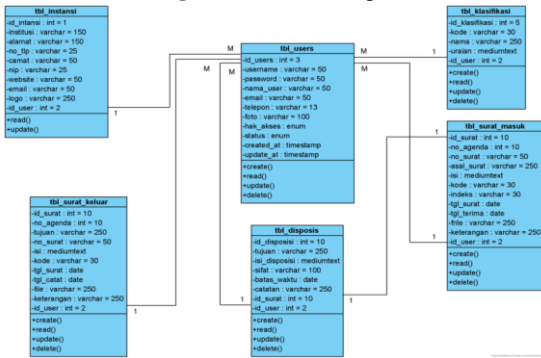 tbl_instansi
-id_intansi : int = 1
-institusi : varchar = 150
-alamat : varchar = 150
-no_tlp : varchar = 25
-camat : varchar = 50
-nip : varchar = 25
-website : varchar = 50
-email : varchar = 50
-logo : varchar = 250
-id_user : int = 2
+read()
+update()
tbl_users
-id_users : int = 3
-username : varchar = 50
-password : varchar = 50
-nama_user : varchar = 50
-email : varchar = 50
-telepon : varchar = 13
-foto : varchar = 100
-hak_akses : enum
-status : enum
-created_at : timestamp
-update_at : timestamp
+create()
+read()
+update()
+delete()
tbl_klasifikasi
-id_klasifikasi : int = 5
-kode : varchar = 30
-nama : varchar = 250
-uraian : mediumtext
-id_user : int = 2
+create()
+read()
+update()
+delete()
tbl_surat_masuk
-id_surat : int = 10
-no_agenda : int = 10
-no_surat : varchar = 50
-asal_surat : varchar = 250
-isi : mediumtext
-kode : varchar = 30
-indeks : varchar = 30
-tgl_surat : date
-tgl_terima : date
-frile : varchar = 250
-keterangan : varchar = 250
-id_user : int = 2
+create()
+read()
+update()
+delete()
tbl_surat_keluar
-id_surat : int = 10
-no_agenda : int = 10
-tujuan : varchar = 250
-no_surat : varchar = 50
-isi : mediumtext
-kode : varchar = 30
-tgl_surat : date
-tgl_catat : date
-file : varchar = 250
-keterangan : varchar = 250
-id_user : int = 2
+create()
+read()
+update()
+delete()
tbl_disposis
-id_disposisi : int = 10
-tujuan : varchar = 250
-isi_disposisi : mediumtext
-sifat : varchar = 100
-batas_waktu : date
-catatan : varchar = 250
-id_surat : int = 10
-id_user : int = 2
+create()
+read()
+update()
+delete()
M
M
M
M
M
1
1
1
1
1
1
1